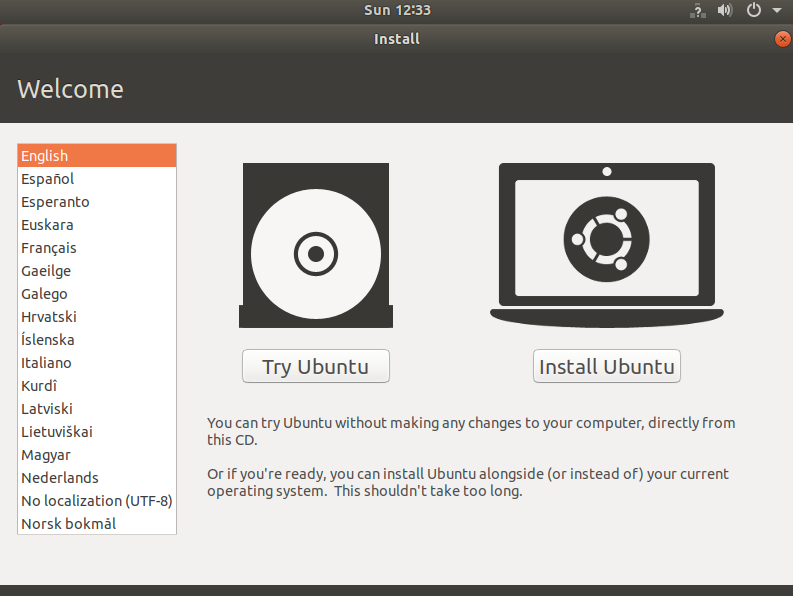 Sun 12:33
Install
Welcome
English
Español
Esperanto
Euskara
Français
Gaeilge
Galego
Hrvatski
Íslenska
Italiano
Kurdî
Latviski
Lietuviškai
Magyar
Nederlands
No localization (UTF-8)
Norsk bokmål
Try Ubuntu
Install Ubuntu
You can try Ubuntu without making any changes to your computer, directly from
this CD.
Or if you're ready, you can install Ubuntu alongside (or instead of) your current
operating system.  This shouldn't take too long.